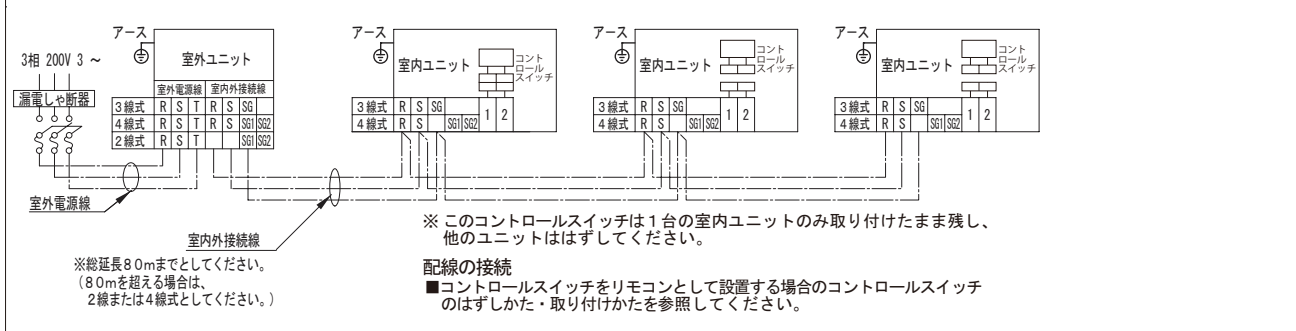 アース
3相 200V 3 ~
漏電しゃ断器
室外ユニット
室外電源線 室内外接続線
3線式 R S T R S SG
4線式 R S T R S SG1 SG2
2線式 R S T SG1 SG2
室外電源線
室内外接続線
※総延長80mまでとしてください。
(80mを超える場合は、
2線または4線式としてください。)
アース
室内ユニット
コント
ロール
スイッチ
3線式 R S SG
4線式 R S SG1 SG2
1 2
アース
室内ユニット
コント
ロール
スイッチ
3線式 R S SG
4線式 R S SG1 SG2
1 2
アース
室内ユニット
コント
ロール
スイッチ
3線式 R S SG
4線式 R S SG1 SG2
1 2
※ このコントロールスイッチは1台の室内ユニットのみ取り付けたまま残し、
他のユニットははずしてください。
配線の接続
■コントロールスイッチをリモコンとして設置する場合のコントロールスイッチ
のはずしかた・取り付けかたを参照してください。